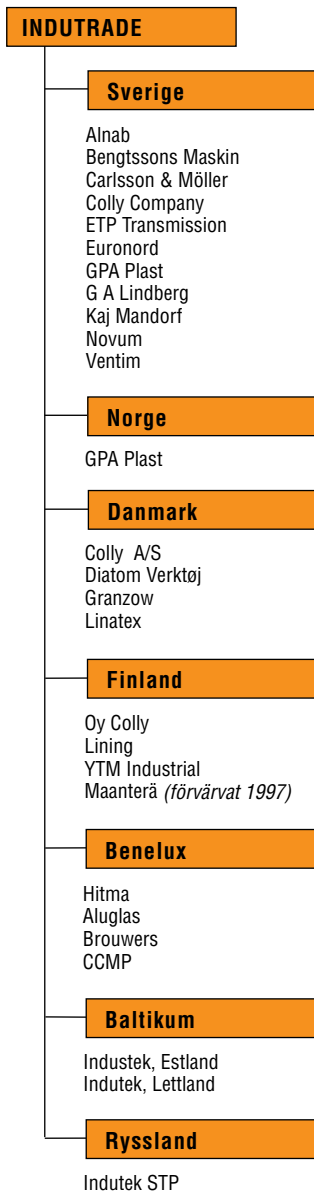 INDUTRADE
Sverige
Alnab
Bengtssons Maskin
Carlsson & Möller
Colly Company
ETP Transmission
Euronord
GPA Plast
G A Lindberg
Kaj Mandorf
Novum
Ventim
Norge
GPA Plast
Danmark
Colly A/S
Diatom Verktøj
Granzow
Linatex
Finland
Oy Colly
Lining
YTM Industrial
Maanterä (förvärvat 1997)
Benelux
Hitma
Aluglas
Brouwers
CCMP
Baltikum
Industek, Estland
Indutek, Lettland
Ryssland
Indutek STP